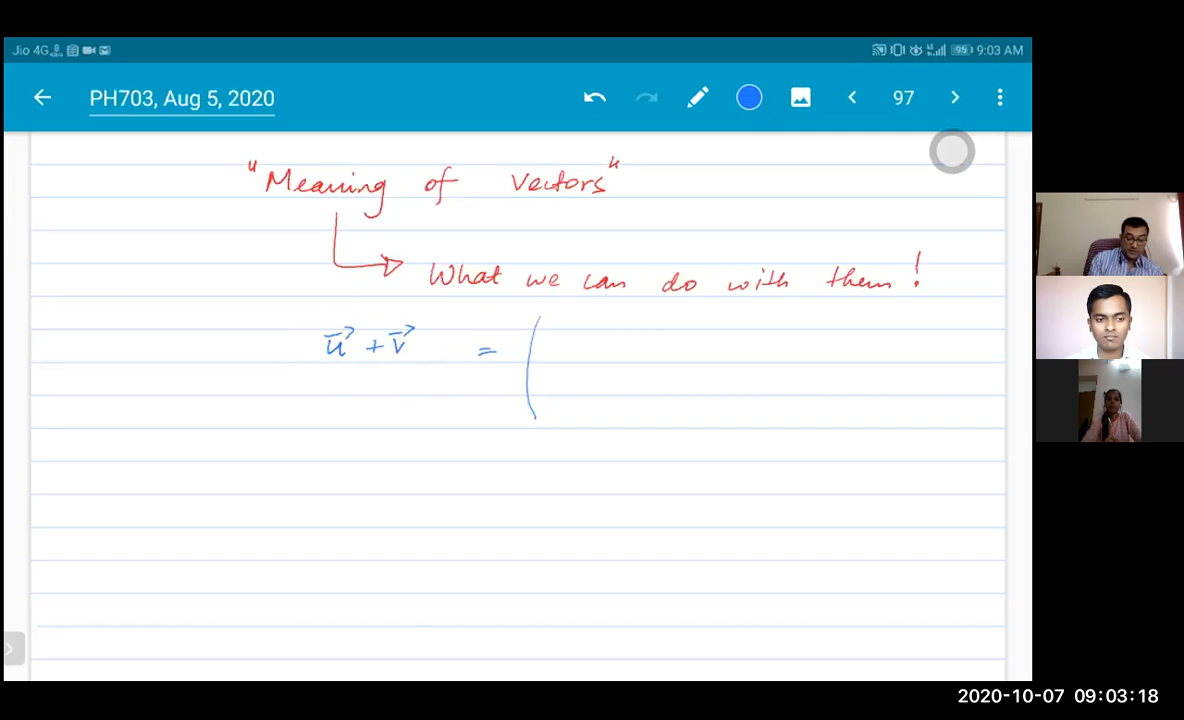 Jio 4G 95 9:03 AM
PH703, Aug 5, 2020 97
"Meaning of Vectors"
What we can do with them!
u⃗ + v⃗ = (
2020-10-07 09:03:18